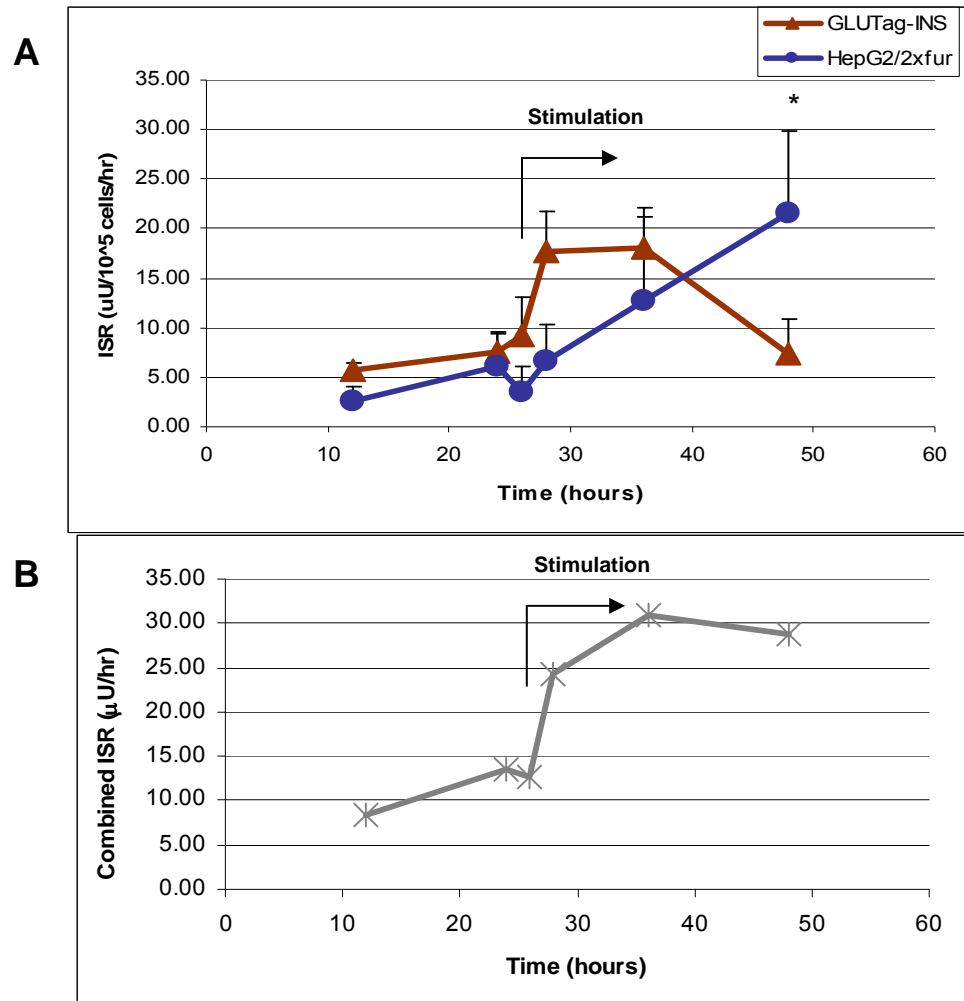 A
GLUTag-INS
HepG2/2xfur
*
Stimulation
35.00
30.00
25.00
20.00
15.00
10.00
5.00
0.00
ISR (uU/10^5 cells/hr)
0 10 20 30 40 50 60
Time (hours)
B
Stimulation
35.00
30.00
25.00
20.00
15.00
10.00
5.00
0.00
Combined ISR (μU/hr)
0 10 20 30 40 50 60
Time (hours)